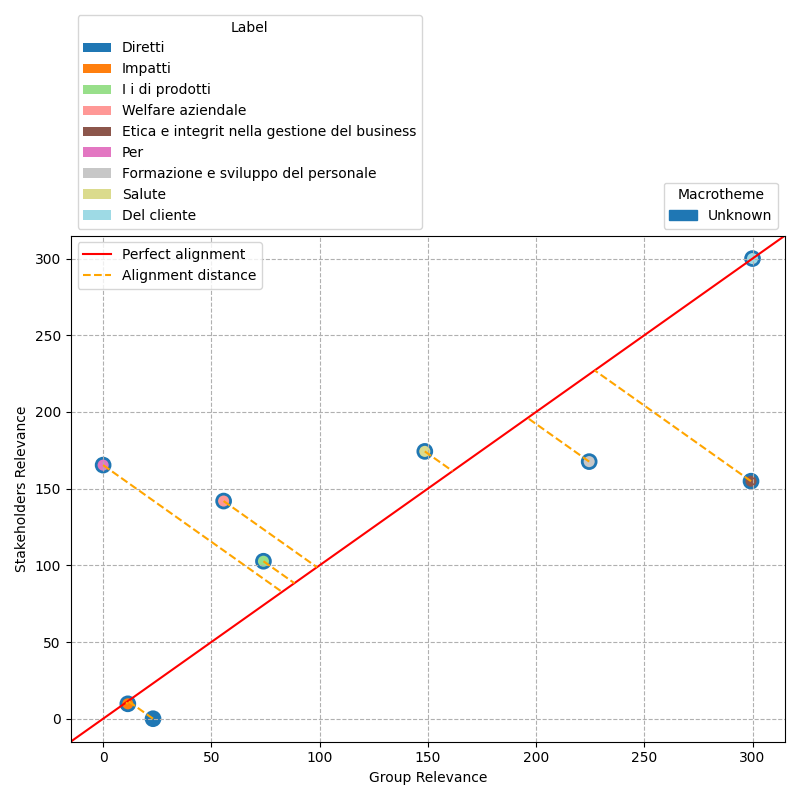 Label
Diretti
Impatti
I i di prodotti
Welfare aziendale
Etica e integrit nella gestione del business
Per
Formazione e sviluppo del personale
Salute
Del cliente
Macrotheme
Unknown
Perfect alignment
Alignment distance
300
250
200
150
100
50
0
Stakeholders Relevance
0 50 100 150 200 250 300
Group Relevance